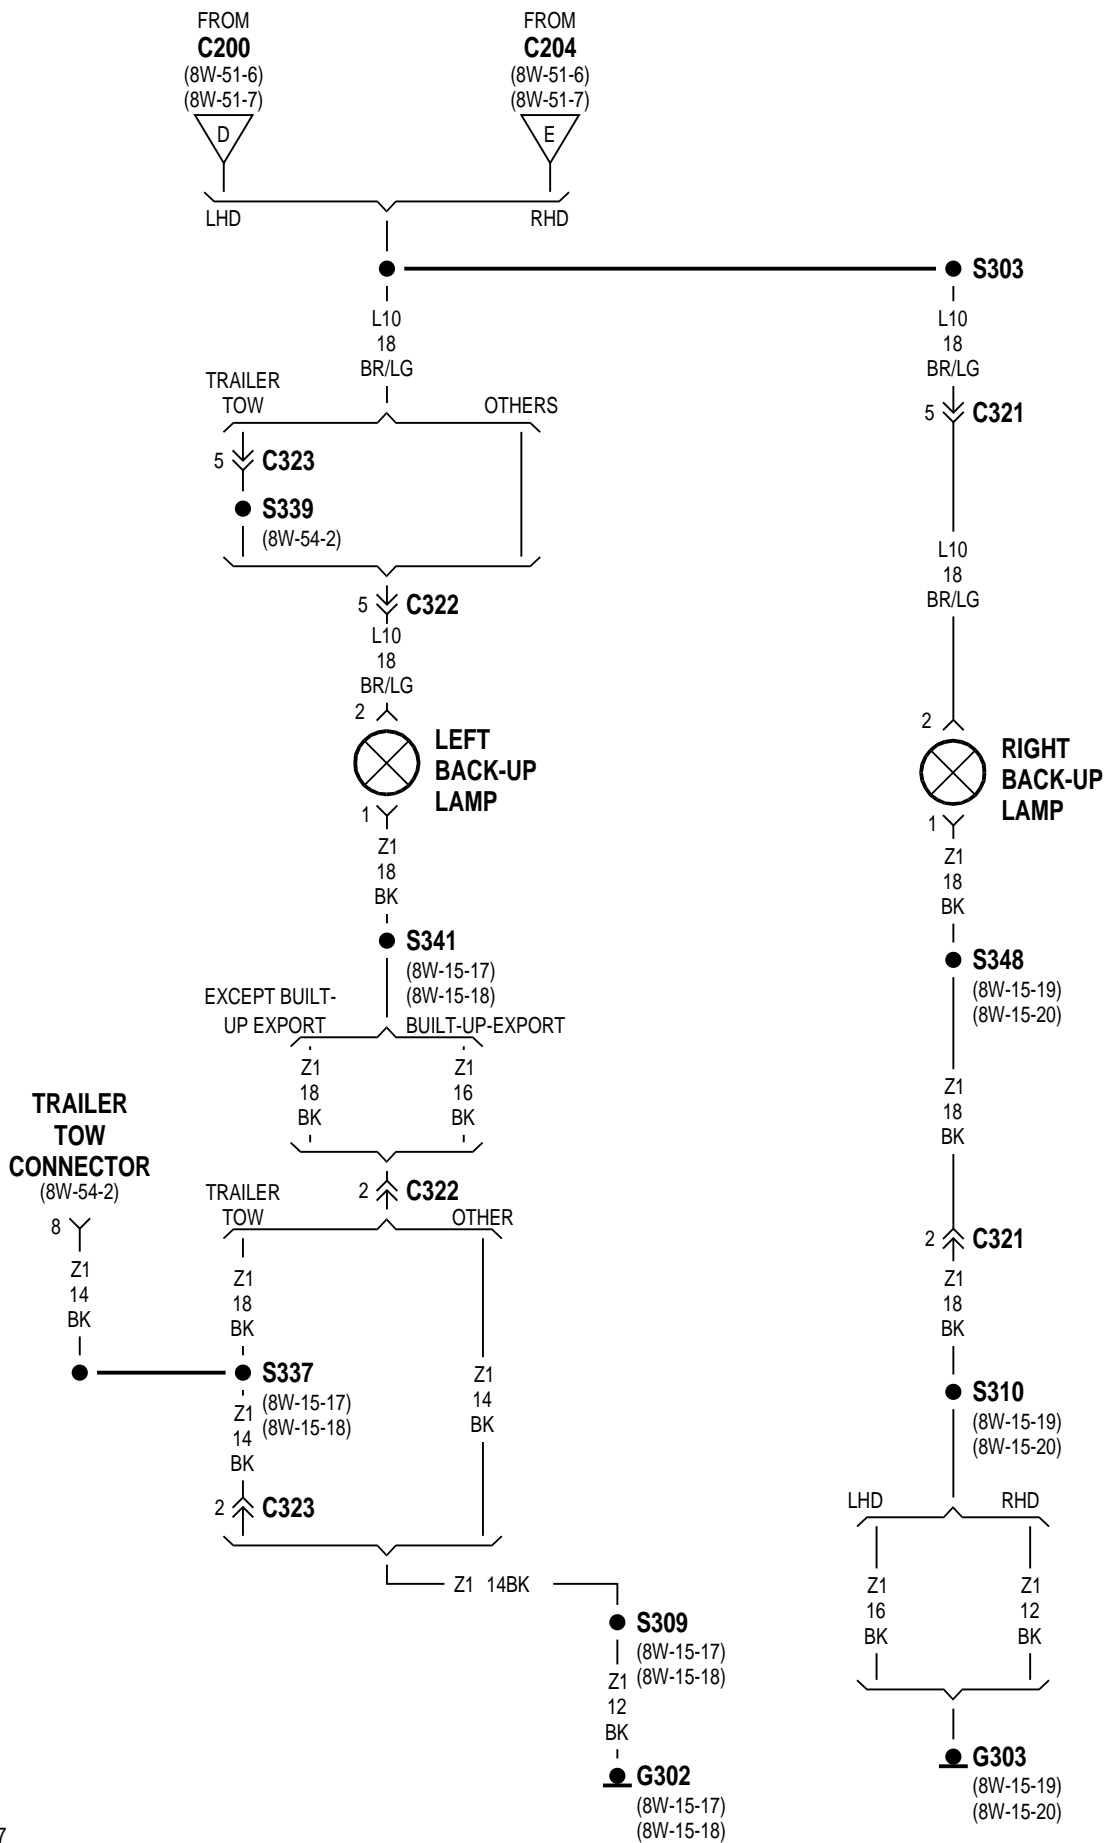 FROM
C200
(8W-51-6)
(8W-51-7)
D
FROM
C204
(8W-51-6)
(8W-51-7)
E
LHD
RHD
S303
L10
18
BR/LG
L10
18
BR/LG
TRAILER
TOW
OTHERS
5 C321
5 C323
S339
(8W-54-2)
L10
18
BR/LG
5 C322
L10
18
BR/LG
2
LEFT
BACK-UP
LAMP
1
2
RIGHT
BACK-UP
LAMP
1
Z1
18
BK
Z1
18
BK
S341
(8W-15-17)
(8W-15-18)
S348
(8W-15-19)
(8W-15-20)
EXCEPT BUILT-
UP EXPORT
BUILT-UP-EXPORT
Z1
18
BK
Z1
16
BK
Z1
18
BK
TRAILER
TOW
CONNECTOR
(8W-54-2)
8
Z1
14
BK
2 C322
TRAILER
TOW
OTHER
2 C321
Z1
18
BK
Z1
18
BK
S337
(8W-15-17)
(8W-15-18)
Z1
14
BK
Z1
14
BK
S310
(8W-15-19)
(8W-15-20)
2 C323
LHD
RHD
Z1 14BK
Z1
16
BK
Z1
12
BK
S309
(8W-15-17)
(8W-15-18)
Z1
12
BK
G302
(8W-15-17)
(8W-15-18)
G303
(8W-15-19)
(8W-15-20)
7